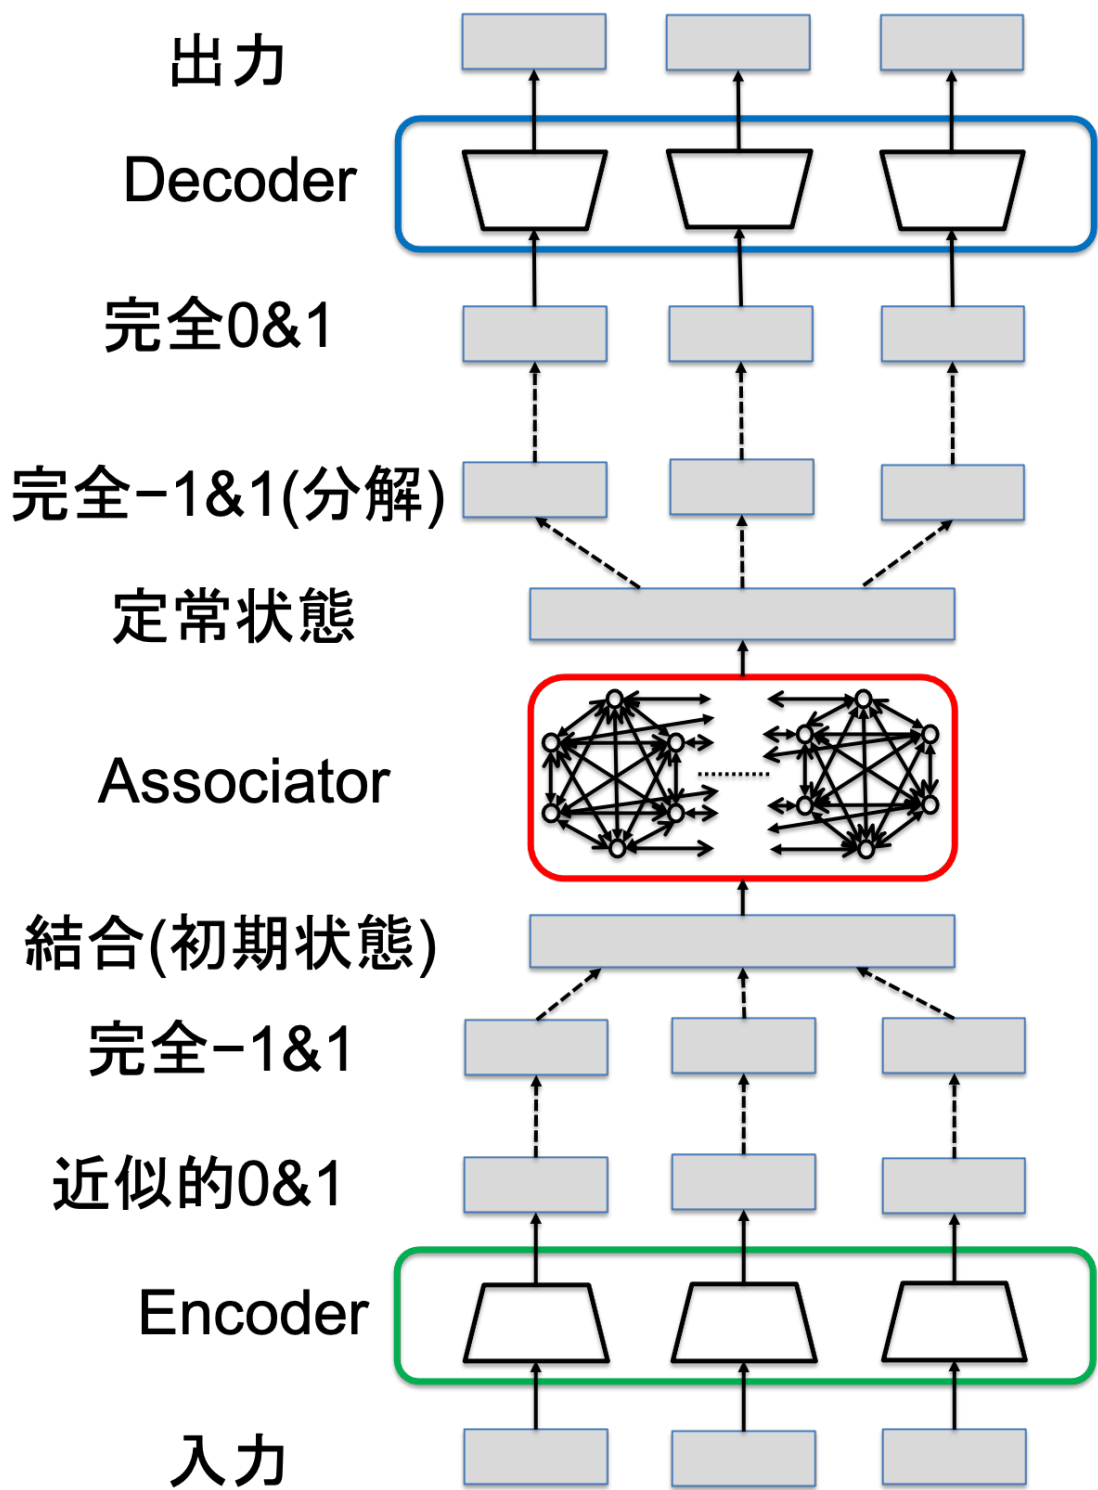 出力
Decoder
完全0&1
完全-1&1(分解)
定常状態
Associator
結合(初期状態)
完全-1&1
近似的0&1
Encoder
入力